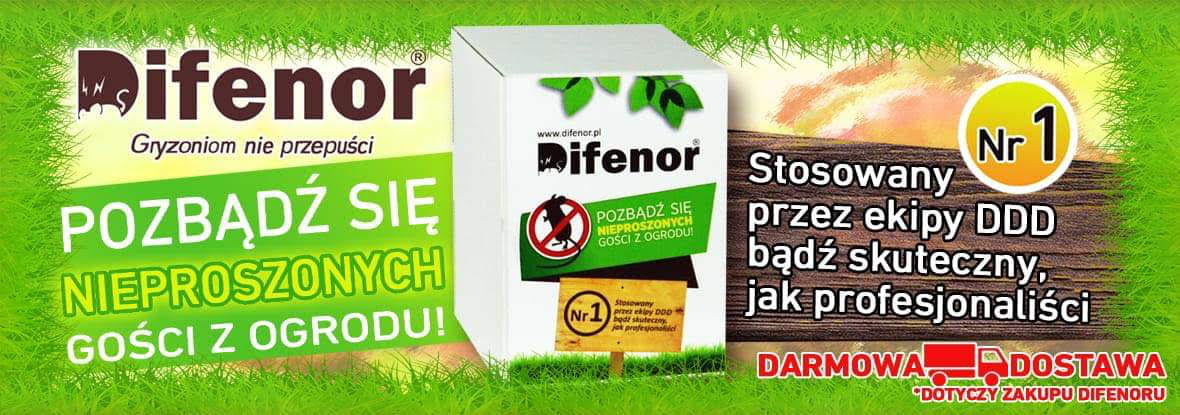 Difenor®
Gryzoniom nie przepuści
POZBĄDŹ SIĘ
NIEPROSZONYCH
GOŚCI Z OGRODU!
www.difenor.pl
Difenor®
POZBĄDŹ SIĘ
NIEPROSZONYCH
GOŚCI Z OGRODU!
Nr 1
Stosowany
przez ekipy DDD
bądź skuteczny,
jak profesjonaliści
Nr 1
Stosowany
przez ekipy DDD
bądź skuteczny,
jak profesjonaliści
DARMOWA DOSTAWA
*DOTYCZY ZAKUPU DIFENORU